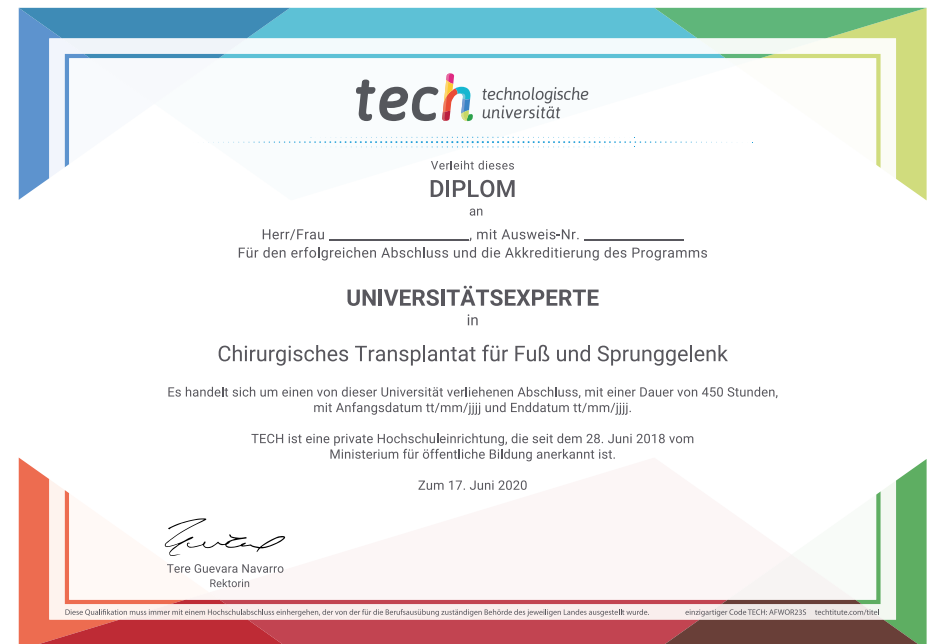 tech technologische
universität
Verleiht dieses
DIPLOM
an
Herr/Frau ____________, mit Ausweis-Nr. ____________
Für den erfolgreichen Abschluss und die Akkreditierung des Programms
UNIVERSITÄTSEXPERTE
in
Chirurgisches Transplantat für Fuß und Sprunggelenk
Es handelt sich um einen von dieser Universität verliehenen Abschluss, mit einer Dauer von 450 Stunden,
mit Anfangsdatum tt/mm/jjjj und Enddatum tt/mm/jjjj.
TECH ist eine private Hochschuleinrichtung, die seit dem 28. Juni 2018 vom
Ministerium für öffentliche Bildung anerkannt ist.
Zum 17. Juni 2020
Tere Guevara Navarro
Rektorin
Diese Qualifikation muss immer mit einem Hochschulabschluss einhergehen, der von der für die Berufsausübung zuständigen Behörde des jeweiligen Landes ausgestellt wurde. einzigartiger Code TECH: AFWOR23S techtitute.com/titel